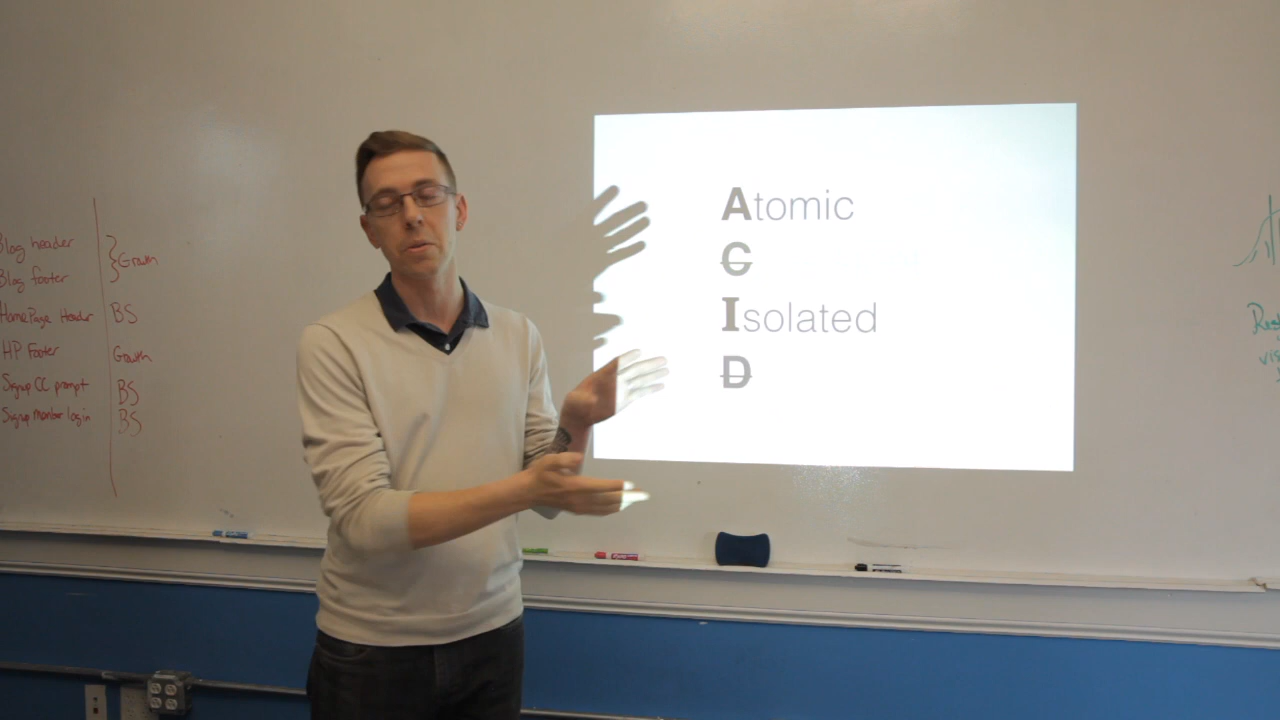 Blog header
Blog footer
Growth
HomePage Header BS
HP Footer Growth
Signup CC prompt BS
Signup member login BS
Atomic
C
Isolated
D